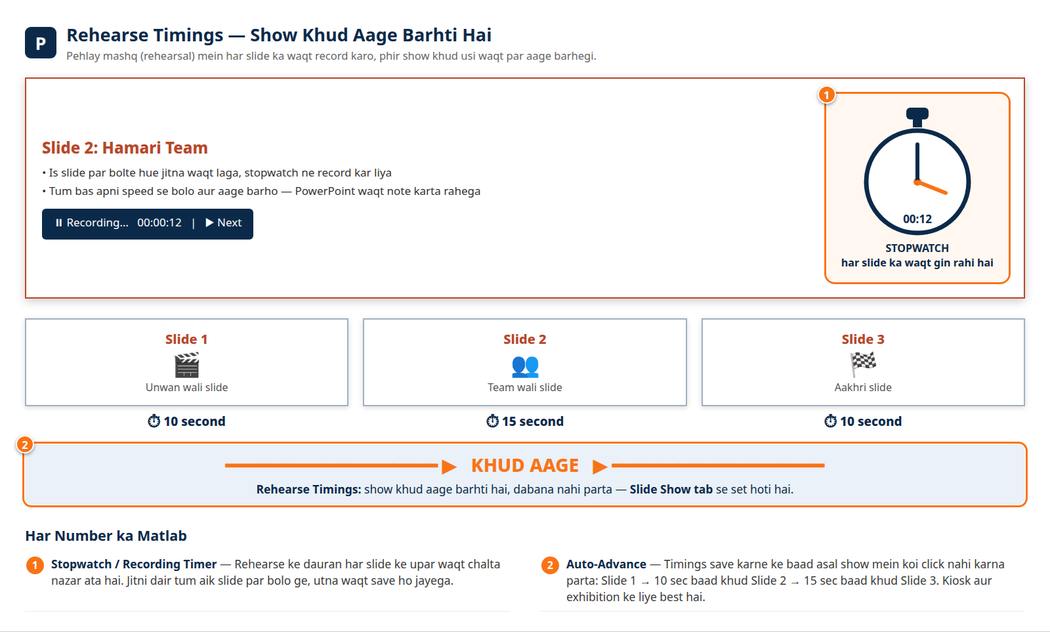 P
Rehearse Timings — Show Khud Aage Barhti Hai
Pehlay mashq (rehearsal) mein har slide ka waqt record karo, phir show khud usi waqt par aage barhegi.
Slide 2: Hamari Team
• Is slide par bolte hue jitna waqt laga, stopwatch ne record kar liya
• Tum bas apni speed se bolo aur aage barho — PowerPoint waqt note karta rahega
⏸ Recording... 00:00:12 | ▶ Next
1
00:12
STOPWATCH
har slide ka waqt gin rahi hai
Slide 1
Unwan wali slide
⏱ 10 second
Slide 2
Team wali slide
⏱ 15 second
Slide 3
Aakhri slide
⏱ 10 second
2
KHUD AAGE
Rehearse Timings: show khud aage barhti hai, dabana nahi parta — Slide Show tab se set hoti hai.
Har Number ka Matlab
1 Stopwatch / Recording Timer — Rehearse ke dauran har slide ke upar waqt chalta
nazar ata hai. Jitni dair tum aik slide par bolo ge, utna waqt save ho jayega.
2 Auto-Advance — Timings save karne ke baad asal show mein koi click nahi karna
parta: Slide 1 → 10 sec baad khud Slide 2 → 15 sec baad khud Slide 3. Kiosk aur
exhibition ke liye best hai.